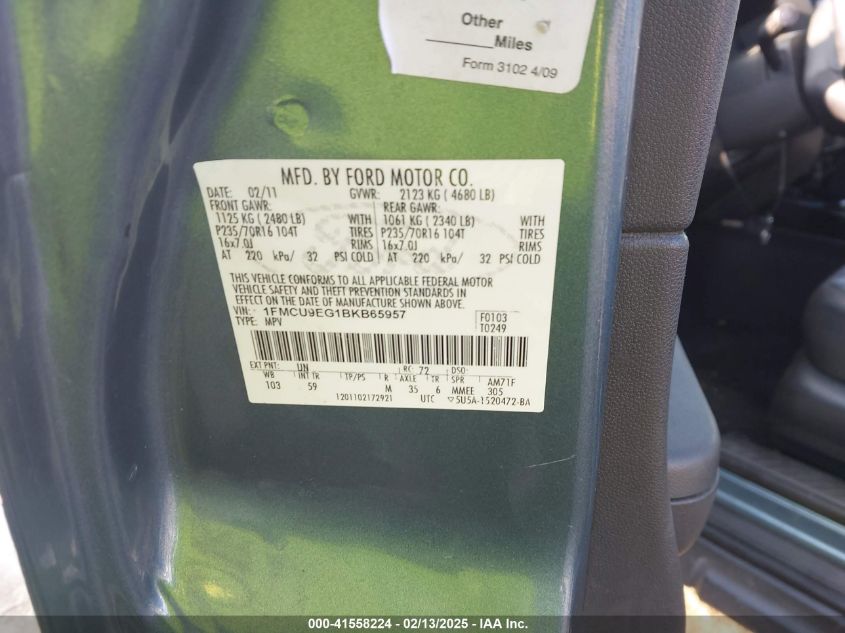 Other
_______Miles
Form 3102 4/09
MFD. BY FORD MOTOR CO.
DATE: 02/11 GVWR: 2123 KG ( 4680 LB)
FRONT GAWR: REAR GAWR:
1125 KG ( 2480 LB) WITH 1061 KG ( 2340 LB) WITH
P235/70R16 104T TIRES P235/70R16 104T TIRES
16x7.0J RIMS 16x7.0J RIMS
AT 220 kPa/ 32 PSI COLD AT 220 kPa/ 32 PSI COLD
THIS VEHICLE CONFORMS TO ALL APPLICABLE FEDERAL MOTOR
VEHICLE SAFETY AND THEFT PREVENTION STANDARDS IN
EFFECT ON THE DATE OF MANUFACTURE SHOWN ABOVE.
VIN: 1FMCU9EG1BKB65957 F0103
TYPE: MPV T0249
EXT PNT: UN RC: 72 DSO:
WB INT TR TP/PS R AXLE TR SPR AM71F
103 59 M 35 6 MMEE 305
1201102172921 UTC ▽5U5A-1520472-BA
000-41558224 - 02/13/2025 - IAA Inc.